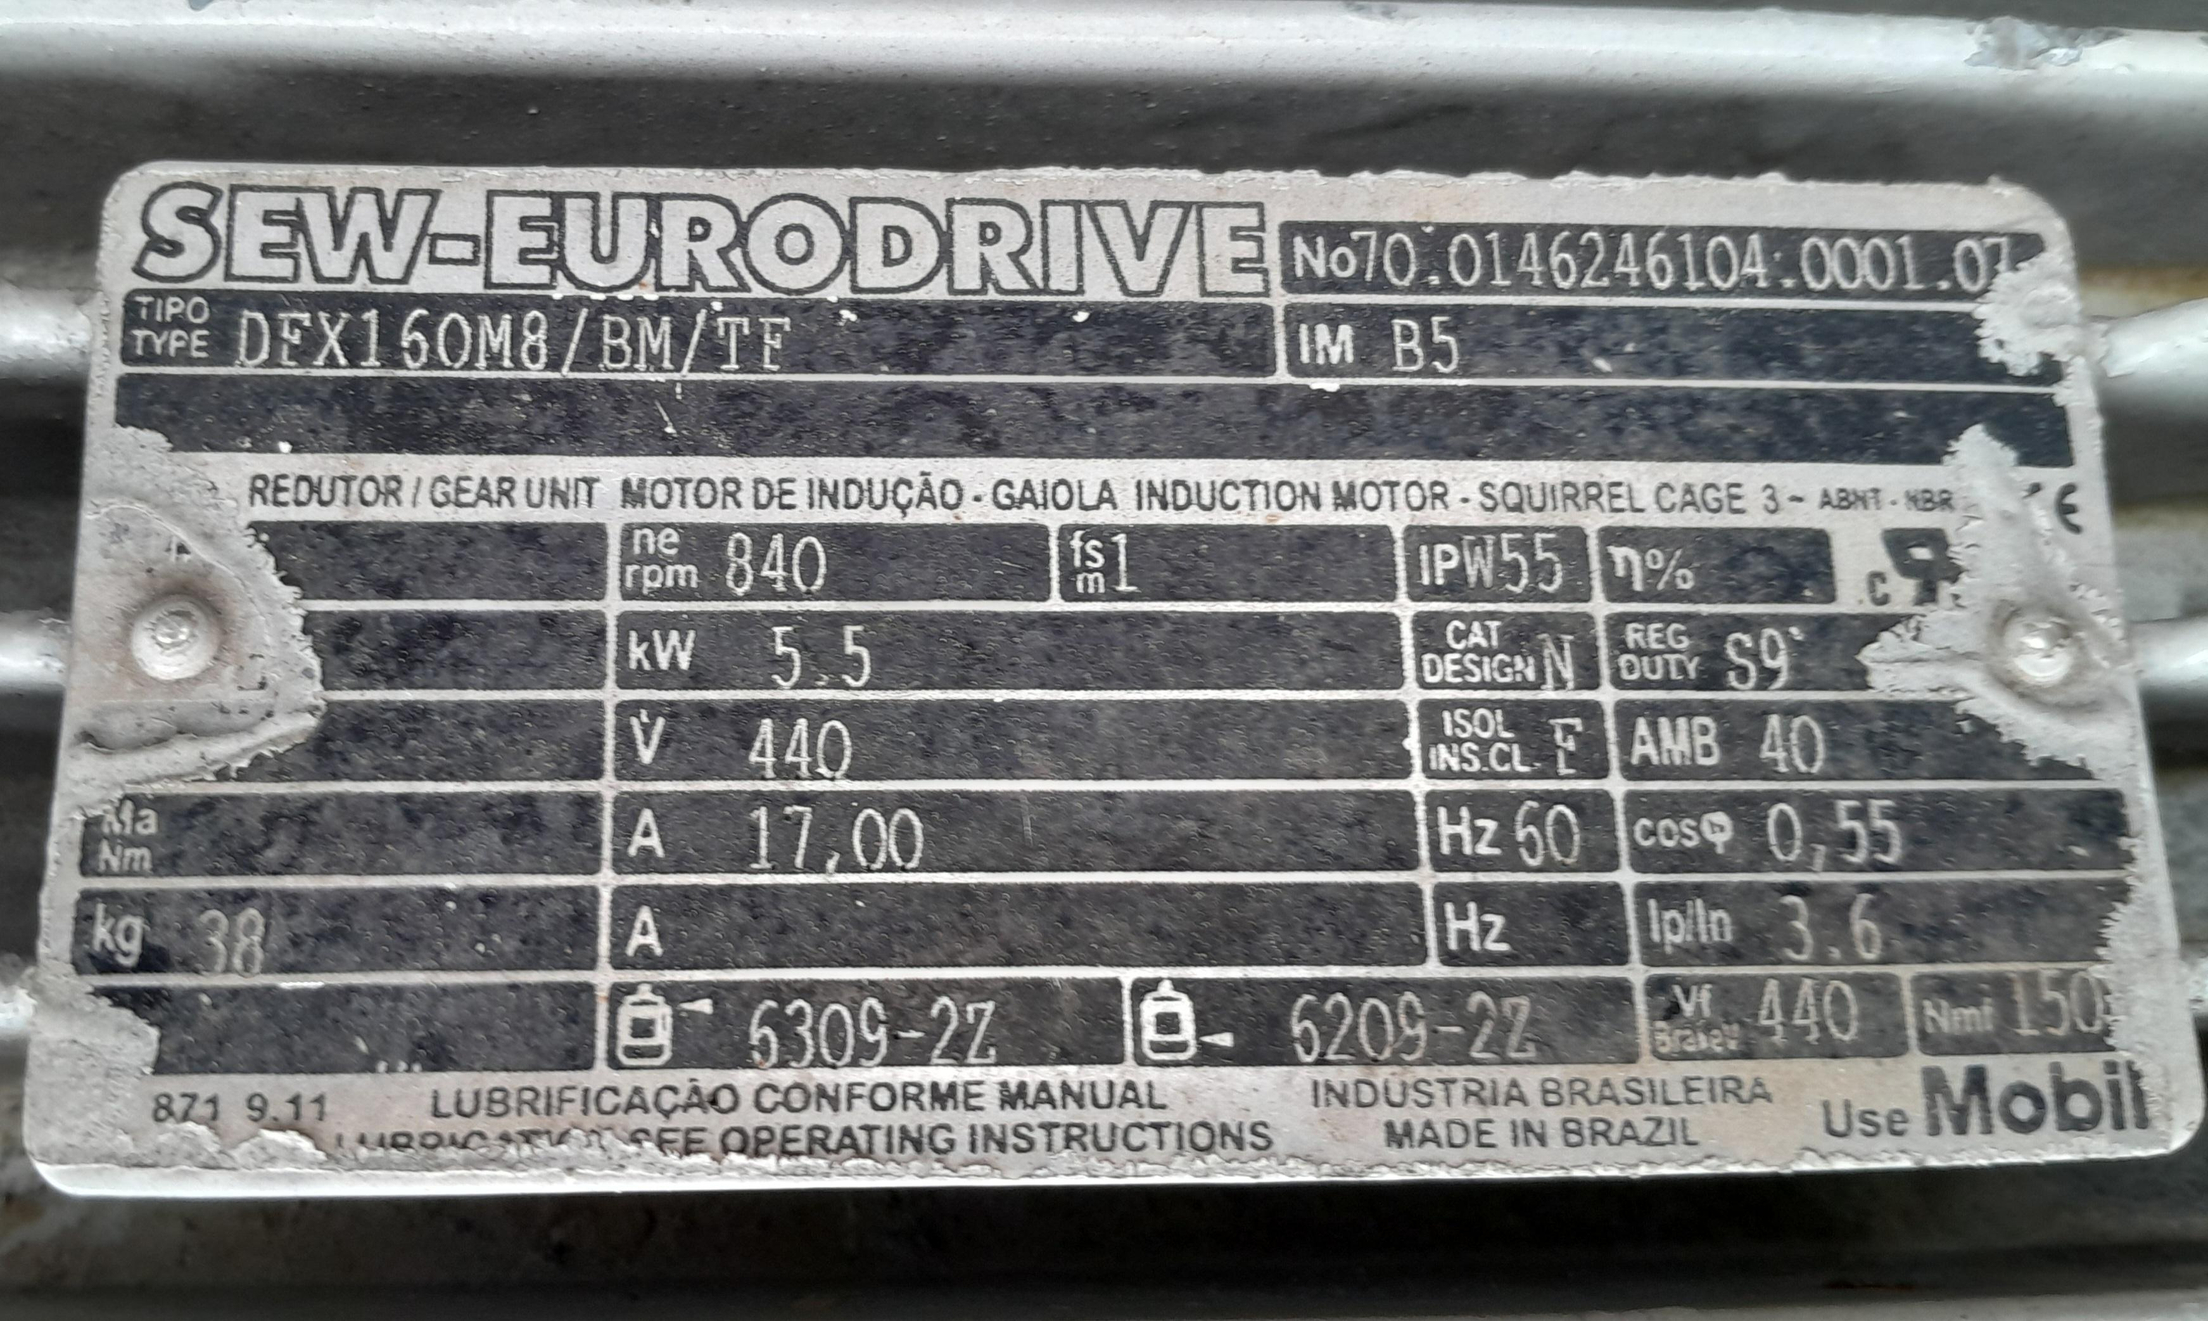 SEW-EURODRIVE No70.0146246104.0001.07
TIPO
TYPE DFX160M8/BM/TF IM B5
REDUTOR / GEAR UNIT MOTOR DE INDUÇÃO - GAIOLA INDUCTION MOTOR - SQUIRREL CAGE 3~ ABNT - NBR
ne
rpm 840 fs
m 1 IPW55 η%
kW 5.5 CAT
DESIGN N REG
DUTY S9
V 440 ISOL
INS.CL. F AMB 40
Ma
Nm A 17,00 Hz 60 cosφ 0,55
kg 38 A Hz Ip/In 3.6
6309-2Z 6209-2Z Vf 440 Nmf 150
871 9.11 LUBRIFICAÇÃO CONFORME MANUAL INDÚSTRIA BRASILEIRA
LUBRICATION SEE OPERATING INSTRUCTIONS MADE IN BRAZIL Use Mobil